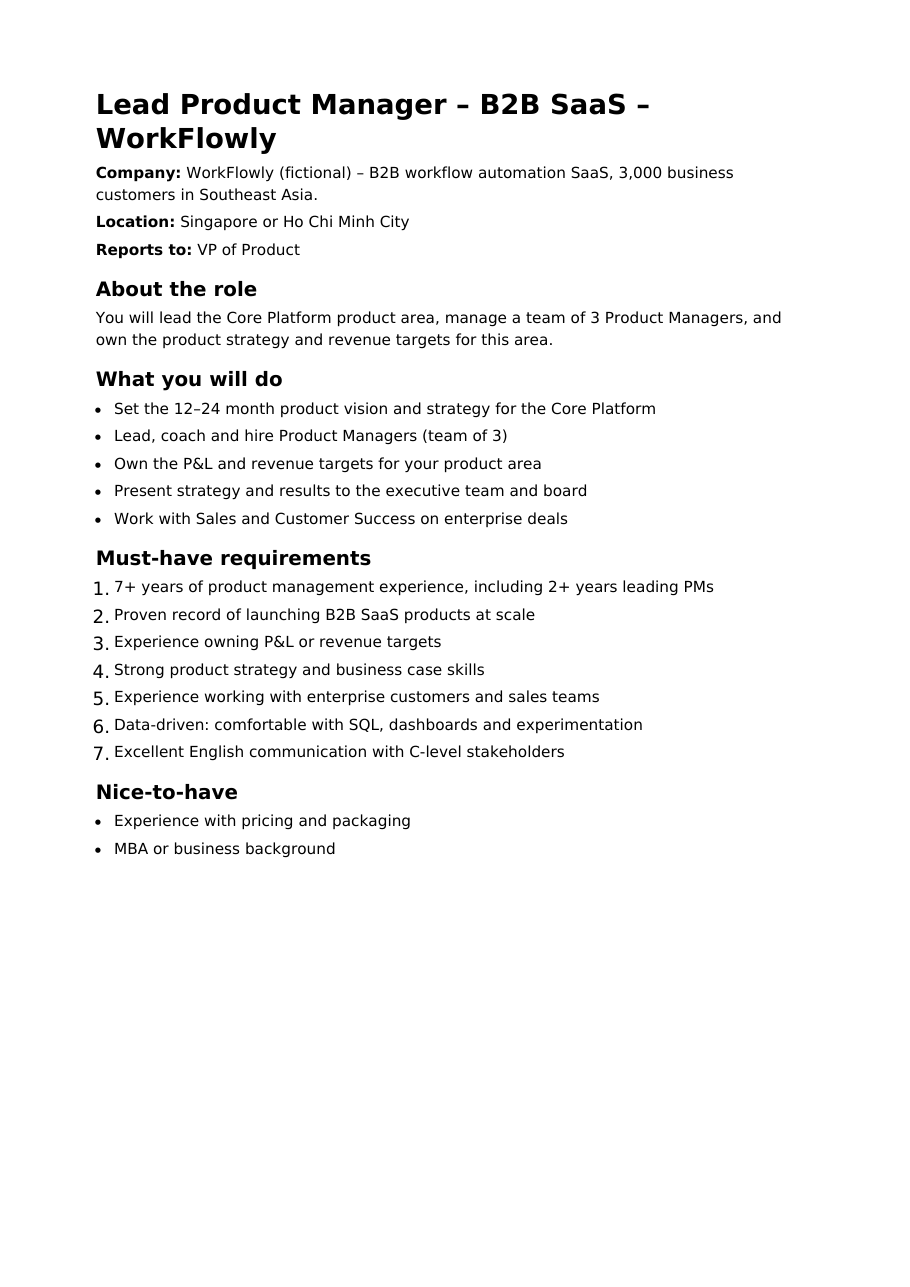 Lead Product Manager – B2B SaaS –
WorkFlowly
Company: WorkFlowly (fictional) – B2B workflow automation SaaS, 3,000 business
customers in Southeast Asia.
Location: Singapore or Ho Chi Minh City
Reports to: VP of Product
About the role
You will lead the Core Platform product area, manage a team of 3 Product Managers, and
own the product strategy and revenue targets for this area.
What you will do
• Set the 12–24 month product vision and strategy for the Core Platform
• Lead, coach and hire Product Managers (team of 3)
• Own the P&L and revenue targets for your product area
• Present strategy and results to the executive team and board
• Work with Sales and Customer Success on enterprise deals
Must-have requirements
1. 7+ years of product management experience, including 2+ years leading PMs
2. Proven record of launching B2B SaaS products at scale
3. Experience owning P&L or revenue targets
4. Strong product strategy and business case skills
5. Experience working with enterprise customers and sales teams
6. Data-driven: comfortable with SQL, dashboards and experimentation
7. Excellent English communication with C-level stakeholders
Nice-to-have
• Experience with pricing and packaging
• MBA or business background